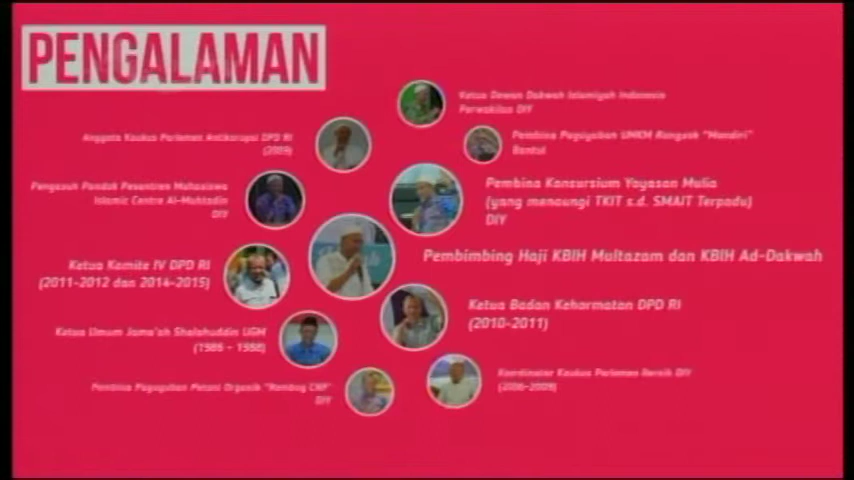 PENGALAMAN
Ketua Dewan Dakwah Islamiyah Indonesia
Perwakilan DIY
Anggota Kaukus Parlemen Antikorupsi DPD RI
Pembina Paguyuban UMKM "Mandiri"
Bantul
Pengasuh Pondok Pesantren Mahasiswa
Islamic Centre Al-Muhtadin
DIY
Pembina Konsursium Yayasan Mulia
(yang menaungi TKIT s.d. SMAIT Terpadu)
DIY
Pembimbing Haji KBIH Multazam dan KBIH Ad-Dakwah
Ketua Komite IV DPD RI
(2011-2012 dan 2014-2015)
Ketua Badan Kehormatan DPD RI
(2010-2011)
Ketua Umum Jama'ah Shalahuddin UGM
(1986 - 1988)
Koordinator Kaukus Parlemen Bersih DIY
(2006-2009)
Pembina Paguyuban Petani Organik
DIY